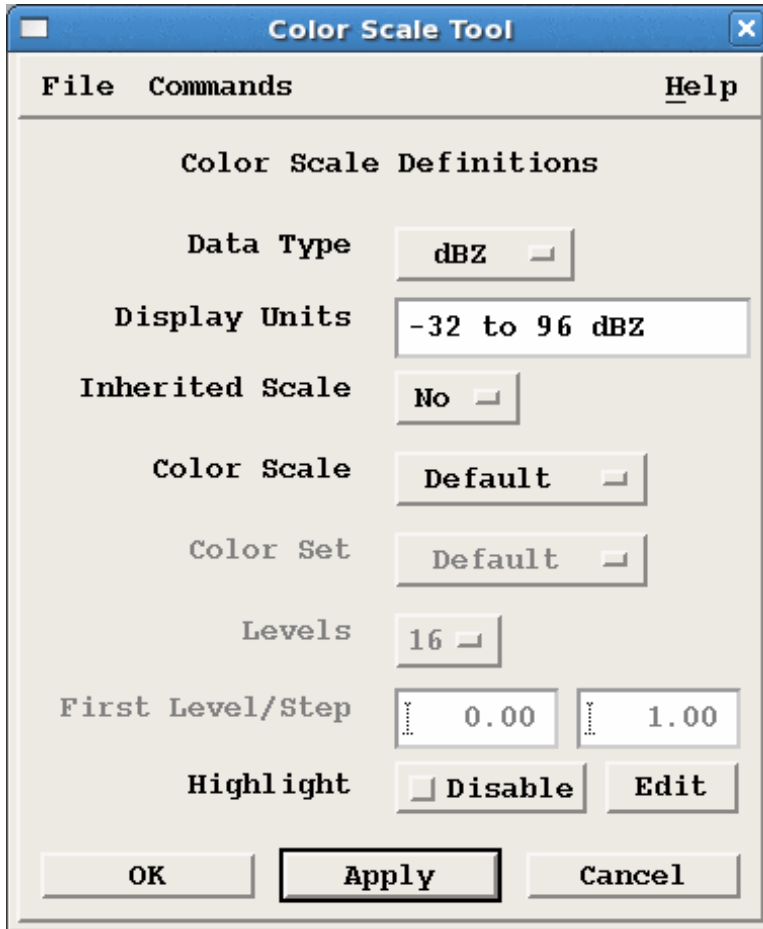 Color Scale Tool
File Commands Help
Color Scale Definitions
Data Type dBZ
Display Units -32 to 96 dBZ
Inherited Scale No
Color Scale Default
Color Set Default
Levels 16
First Level/Step 0.00 1.00
Highlight Disable Edit
OK Apply Cancel